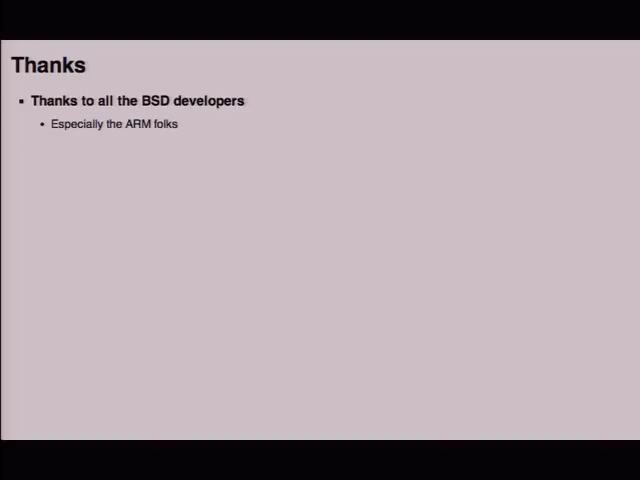 Thanks
Thanks to all the BSD developers
Especially the ARM folks